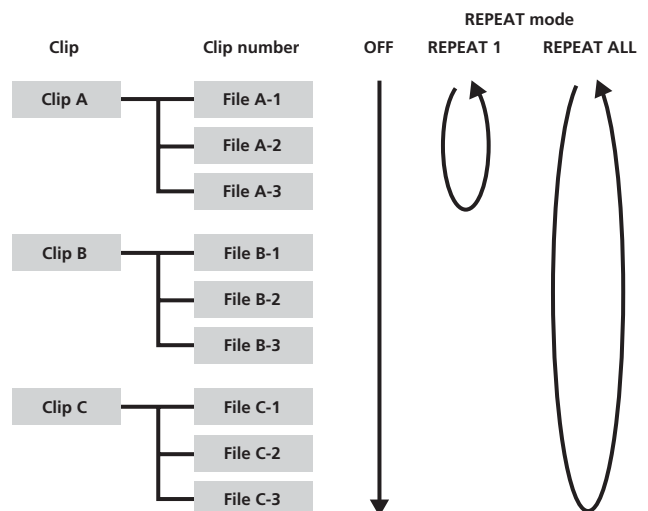 REPEAT mode
Clip Clip number OFF REPEAT 1 REPEAT ALL
Clip A File A-1
File A-2
File A-3
Clip B File B-1
File B-2
File B-3
Clip C File C-1
File C-2
File C-3